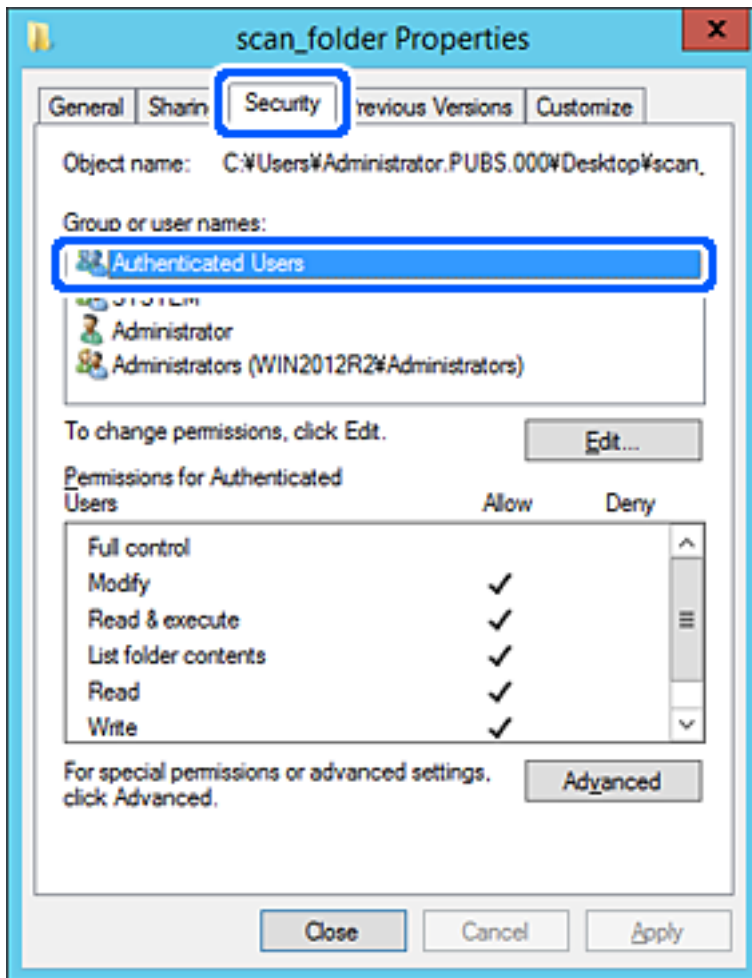 scan_folder Properties
General Security Previous Versions Customize
Object name: C:¥Users¥Administrator.PUBS.000¥Desktop¥scan_
Group or user names:
Authenticated Users
SYSTEM
Administrator
Administrators (WIN2012R2¥Administrators)
To change permissions, click Edit.
Edit...
Permissions for Authenticated
Users Allow Deny
Full control
Modify
Read & execute
List folder contents
Read
Write
For special permissions or advanced settings,
click Advanced.
Advanced
Close Cancel Apply